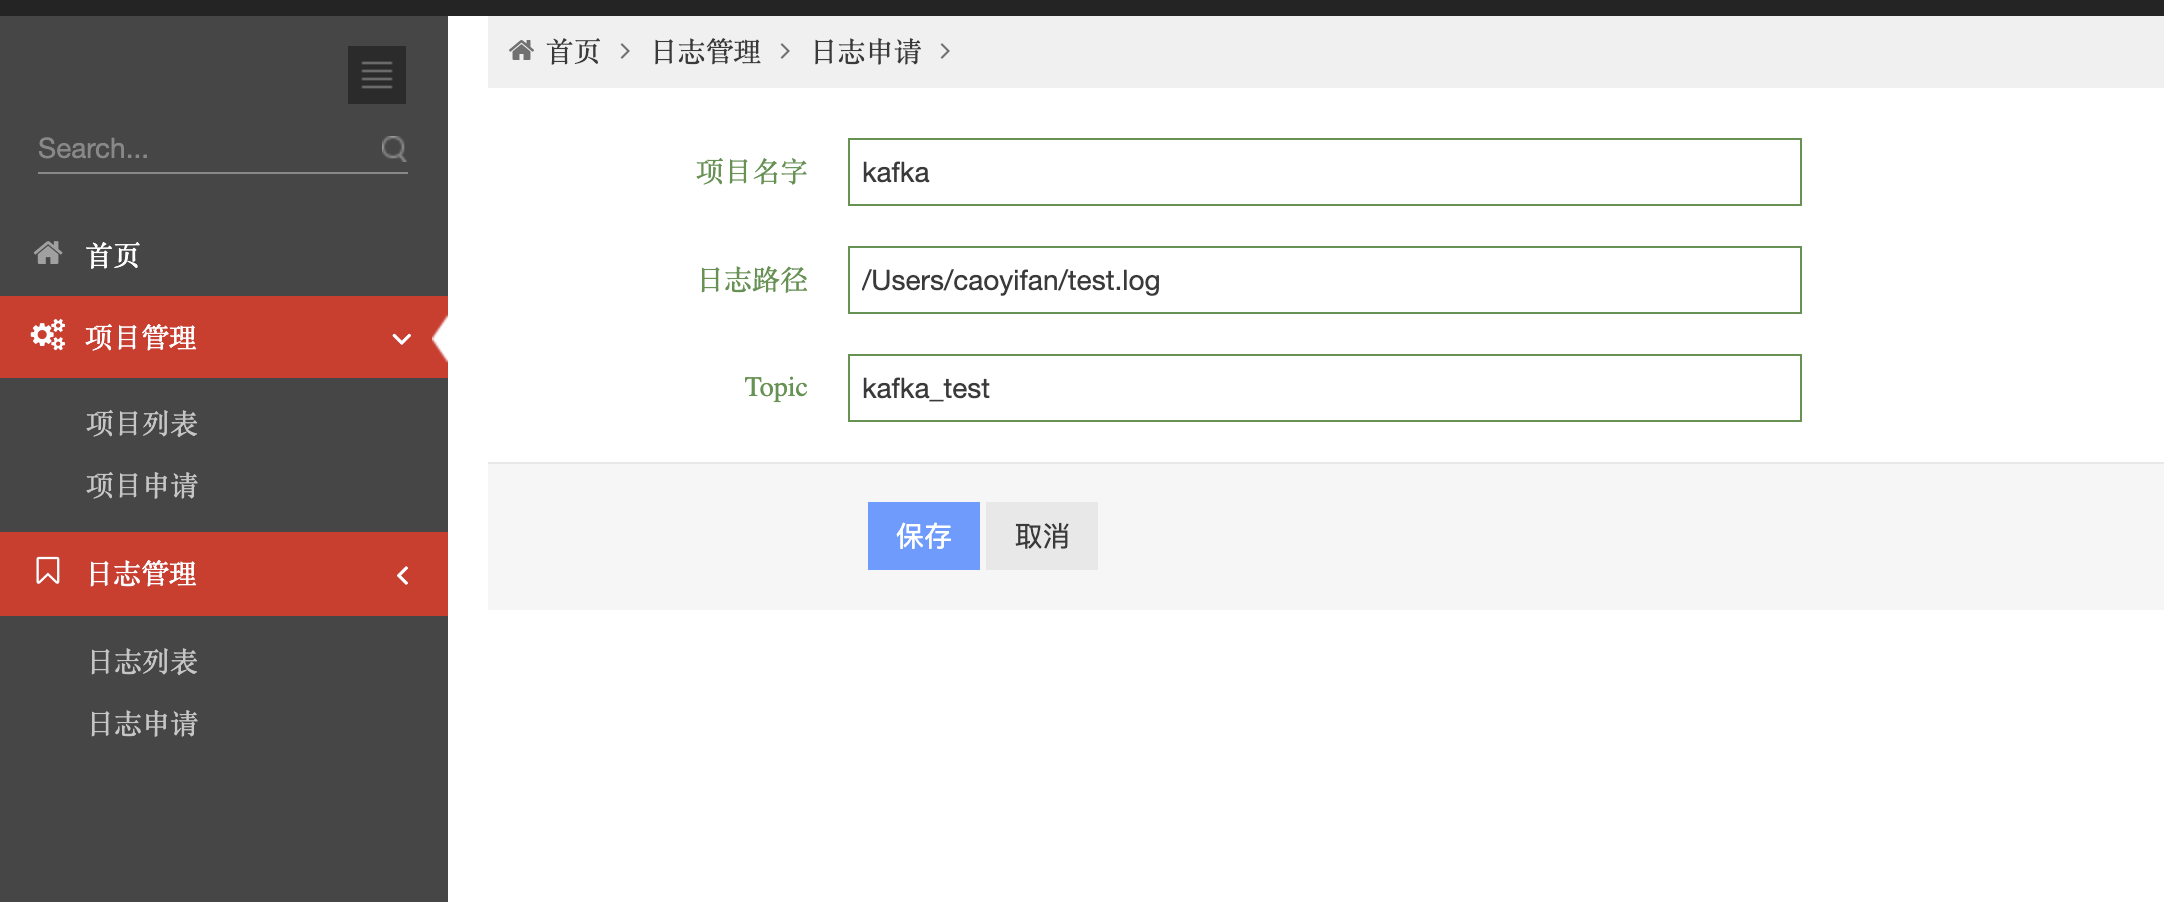 Search...
首页
项目管理
项目列表
项目申请
日志管理
日志列表
日志申请
首页 日志管理 日志申请
项目名字 kafka
日志路径 /Users/caoyifan/test.log
Topic kafka_test
保存 取消